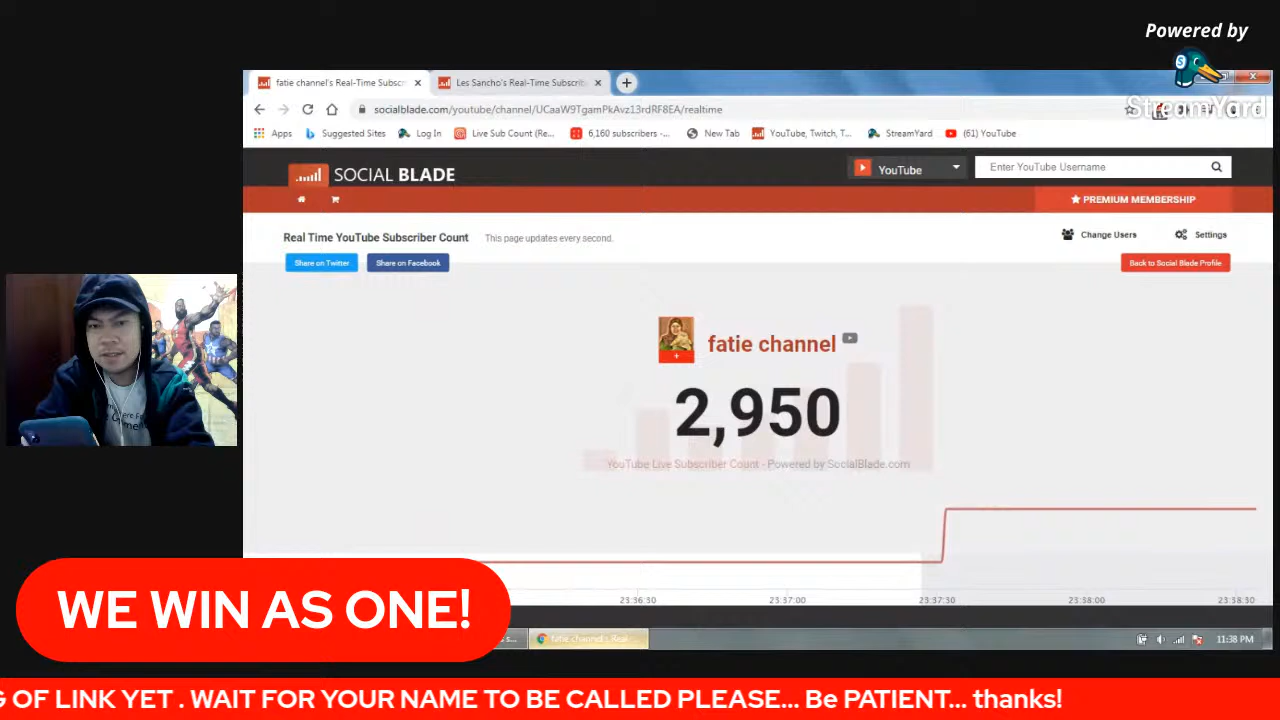 Powered by
StreamYard
fatie channel's Real-Time Subscr
Les Sancho's Real-Time Subscrib
socialblade.com/youtube/channel/UCaaW9TgamPkAvz13rdRF8EA/realtime
Apps
Suggested Sites
Log In
Live Sub Count (Re...
6,160 subscribers -...
New Tab
YouTube, Twitch, T...
StreamYard
(61) YouTube
SOCIAL BLADE
YouTube
Enter YouTube Username
PREMIUM MEMBERSHIP
Real Time YouTube Subscriber Count
This page updates every second.
Change Users
Settings
Share on Twitter
Share on Facebook
Back to Social Blade Profile
fatie channel
2,950
YouTube Live Subscriber Count - Powered by SocialBlade.com
23:36:30
23:37:00
23:37:30
23:38:00
23:38:30
WE WIN AS ONE!
fatie channel's Real
11:38 PM
G OF LINK YET . WAIT FOR YOUR NAME TO BE CALLED PLEASE... Be PATIENT... thanks!